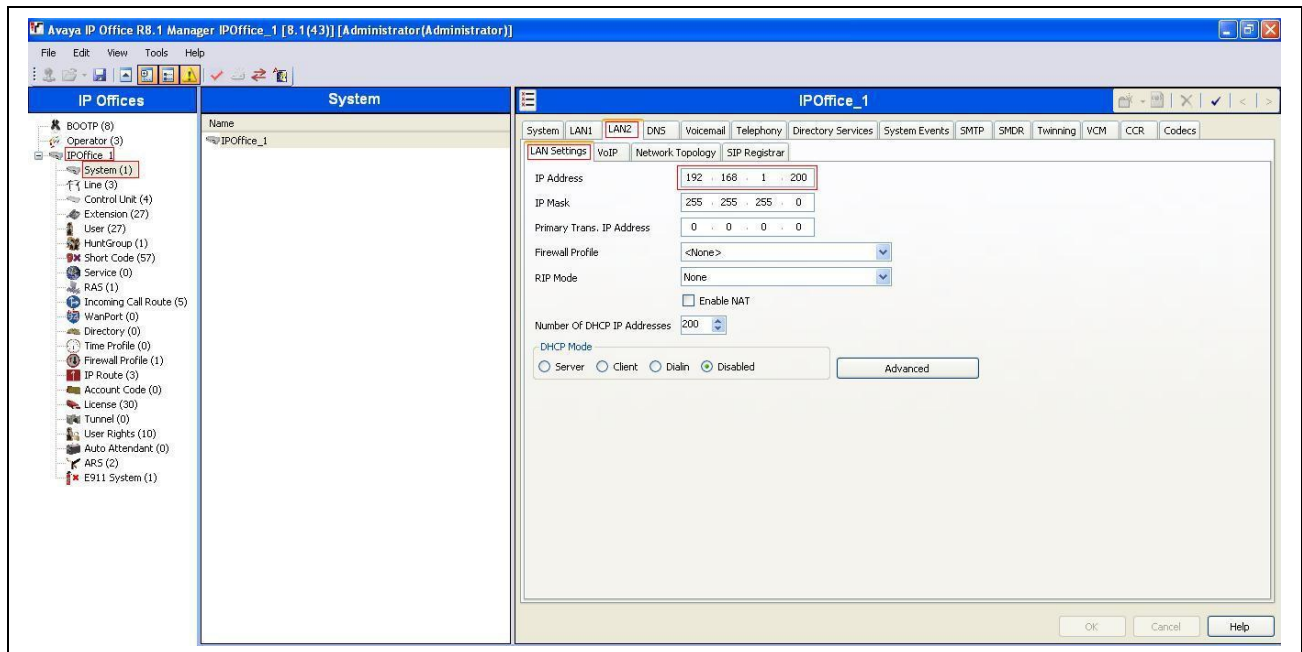 Avaya IP Office R8.1 Manager IPOffice_1 [8.1(43)] [Administrator(Administrator)]
File Edit View Tools Help
IP Offices
BOOTP (8)
Operator (3)
IPOffice_1
System (1)
Line (3)
Control Unit (4)
Extension (27)
User (27)
HuntGroup (1)
Short Code (57)
Service (0)
RAS (1)
Incoming Call Route (5)
WanPort (0)
Directory (0)
Time Profile (0)
Firewall Profile (1)
IP Route (3)
Account Code (0)
License (30)
Tunnel (0)
User Rights (10)
Auto Attendant (0)
ARS (2)
E911 System (1)
System
Name
IPOffice_1
IPOffice_1
System LAN1 LAN2 DNS Voicemail Telephony Directory Services System Events SMTP SMDR Twinning VCM CCR Codecs
LAN Settings VoIP Network Topology SIP Registrar
IP Address 192 . 168 . 1 . 200
IP Mask 255 . 255 . 255 . 0
Primary Trans. IP Address 0 . 0 . 0 . 0
Firewall Profile <None>
RIP Mode None
Enable NAT
Number Of DHCP IP Addresses 200
DHCP Mode
Server Client Dialin Disabled Advanced
OK Cancel Help